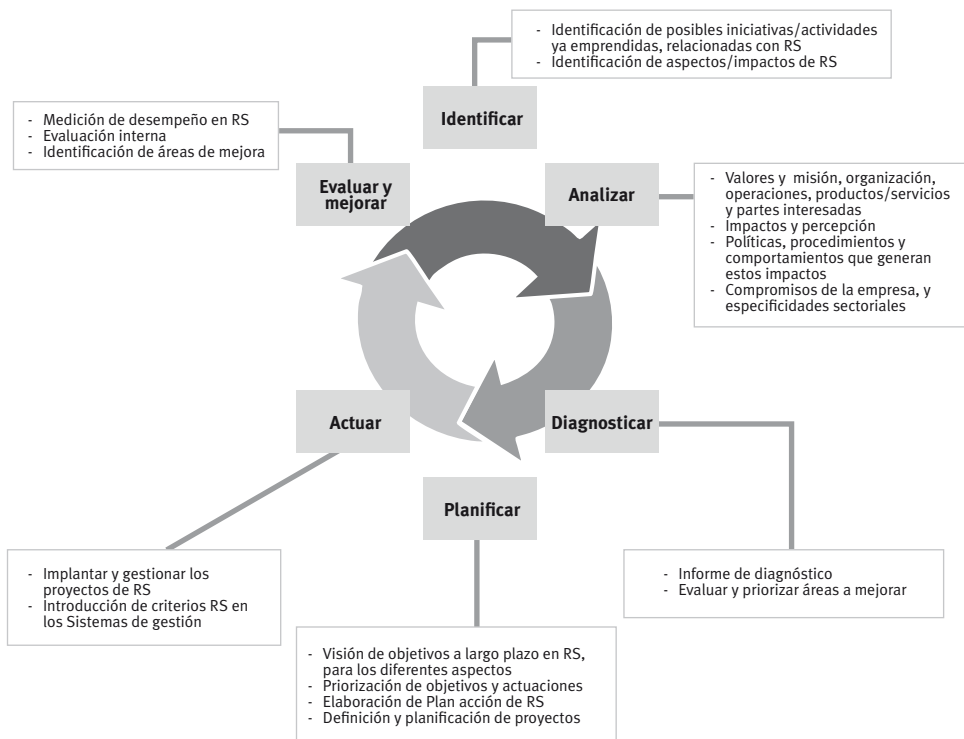 - Identificación de posibles iniciativas/actividades
ya emprendidas, relacionadas con RS
- Identificación de aspectos/impactos de RS
Identificar
- Medición de desempeño en RS
- Evaluación interna
- Identificación de áreas de mejora
Evaluar y
mejorar
Analizar
- Valores y misión, organización,
operaciones, productos/servicios
y partes interesadas
- Impactos y percepción
- Políticas, procedimientos y
comportamientos que generan
estos impactos
- Compromisos de la empresa, y
especificidades sectoriales
Actuar
Diagnosticar
Planificar
- Implantar y gestionar los
proyectos de RS
- Introducción de criterios RS en
los Sistemas de gestión
- Informe de diagnóstico
- Evaluar y priorizar áreas a mejorar
- Visión de objetivos a largo plazo en RS,
para los diferentes aspectos
- Priorización de objetivos y actuaciones
- Elaboración de Plan acción de RS
- Definición y planificación de proyectos